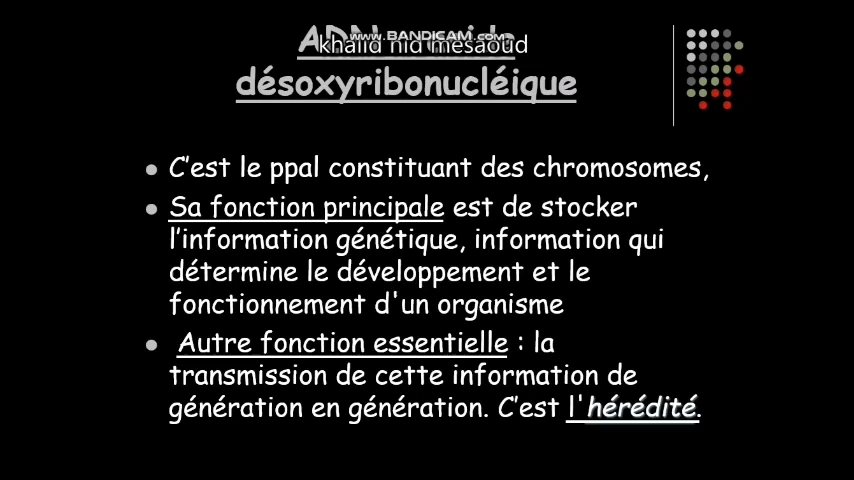 www.BANDICAM.com
khalid nid mesaoud
ADN
désoxyribonucléique
C'est le ppal constituant des chromosomes,
Sa fonction principale est de stocker
l'information génétique, information qui
détermine le développement et le
fonctionnement d'un organisme
Autre fonction essentielle : la
transmission de cette information de
génération en génération. C'est l'hérédité.